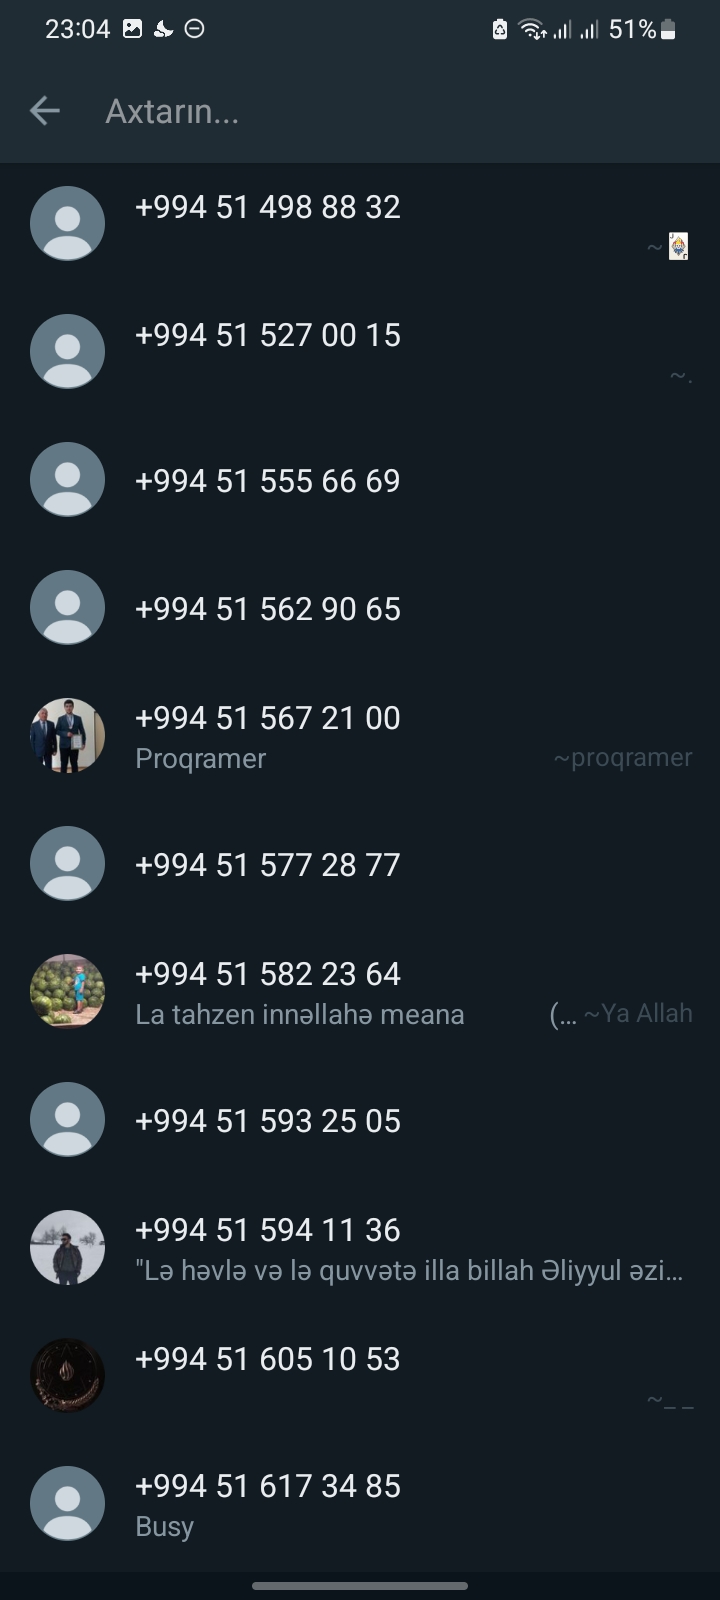 23:04 51%
Axtarın...
+994 51 498 88 32
~🃏
+994 51 527 00 15
~.
+994 51 555 66 69
+994 51 562 90 65
+994 51 567 21 00
Proqramer ~proqramer
+994 51 577 28 77
+994 51 582 23 64
La tahzen innəllahə meana (... ~Ya Allah
+994 51 593 25 05
+994 51 594 11 36
"Lə həvlə və lə quvvətə illa billah Əliyyul əzi...
+994 51 605 10 53
~_ _
+994 51 617 34 85
Busy